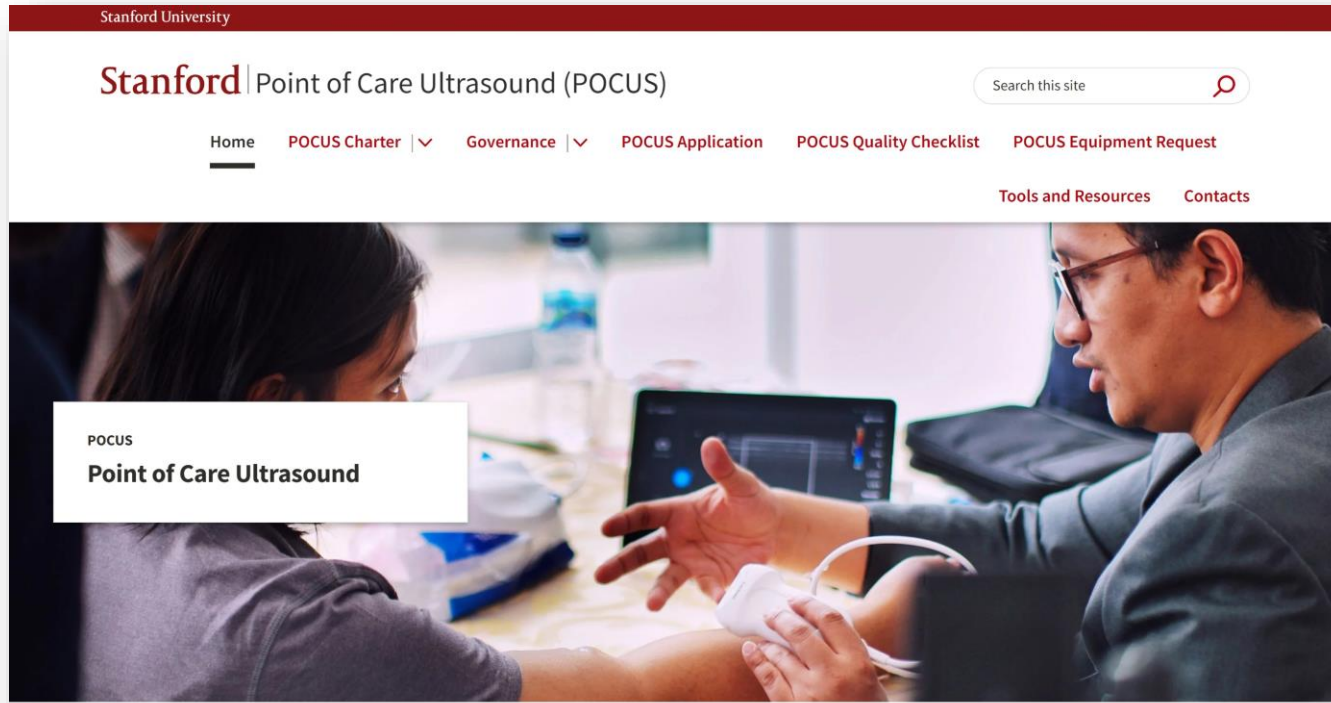 Stanford University
Stanford Point of Care Ultrasound (POCUS)
Search this site
Home POCUS Charter Governance POCUS Application POCUS Quality Checklist POCUS Equipment Request
Tools and Resources Contacts
POCUS
Point of Care Ultrasound